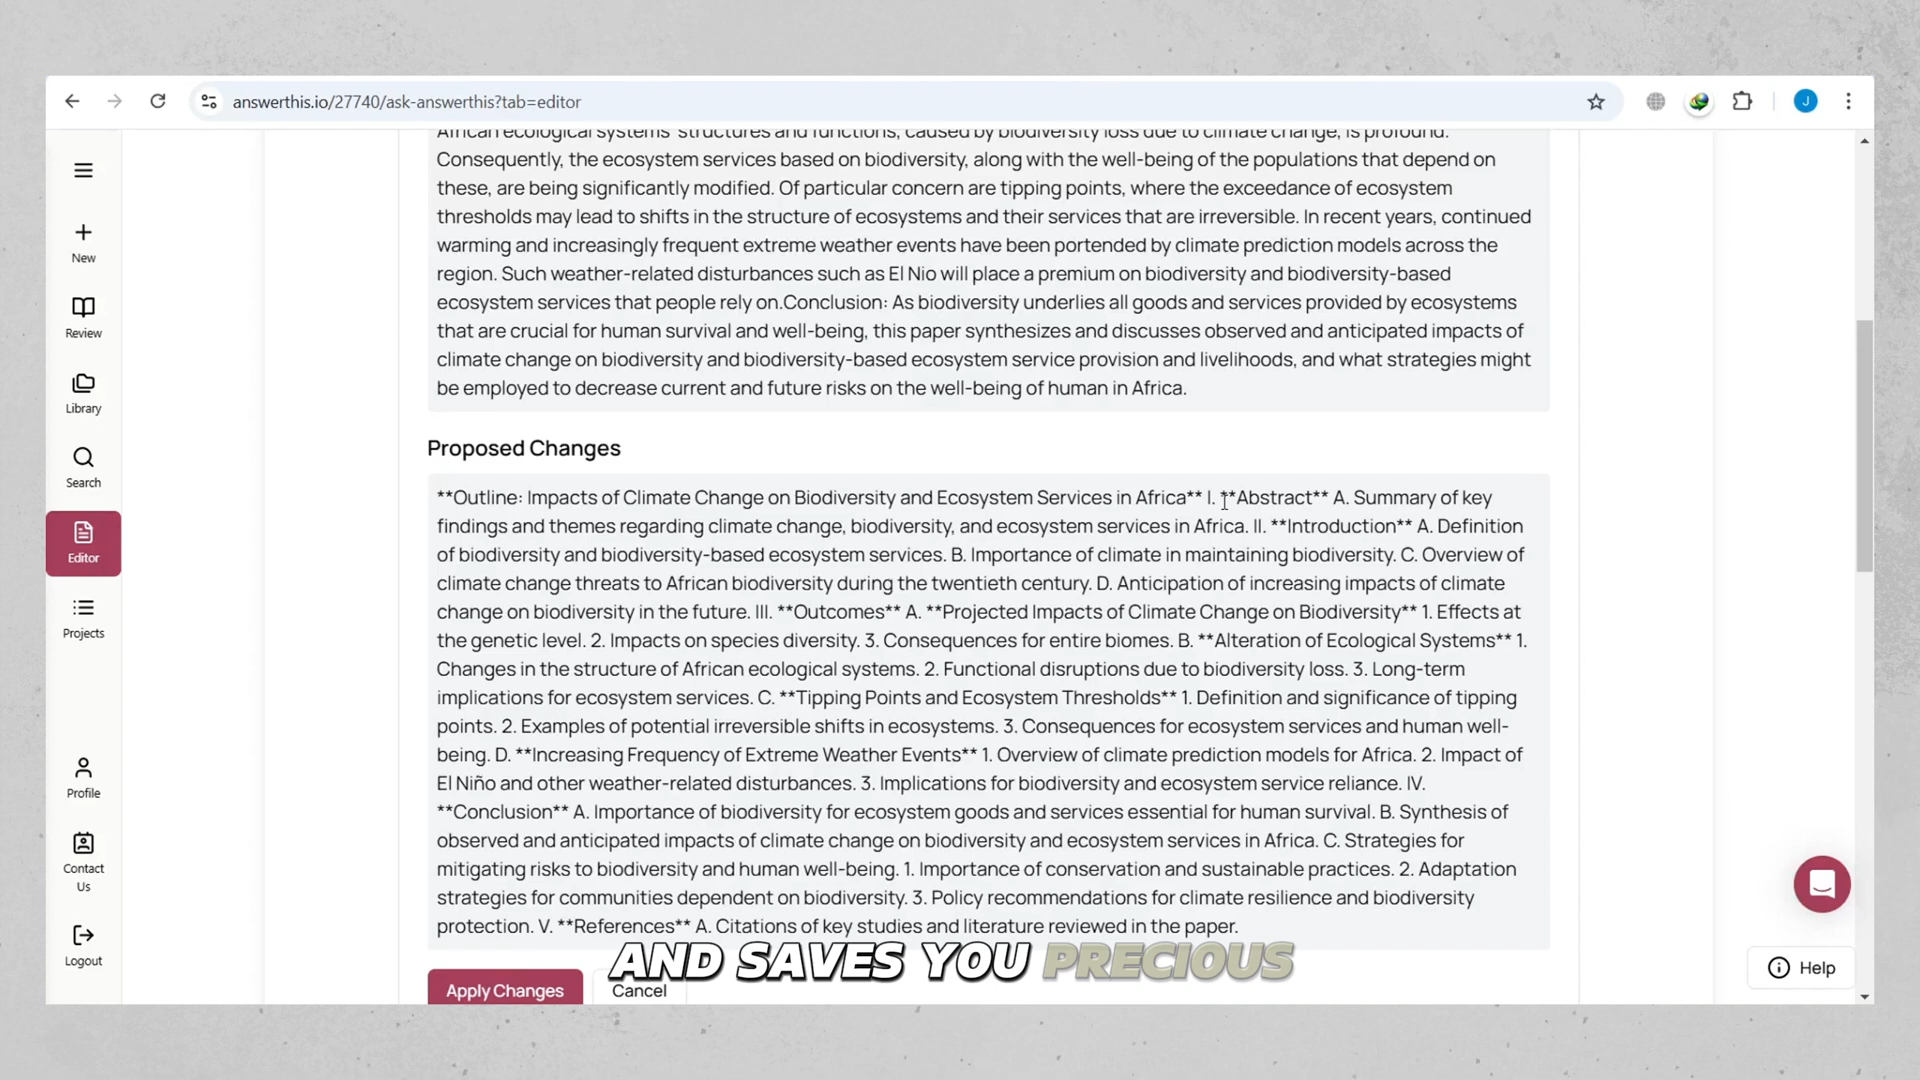 answerthis.io/27740/ask-answerthis?tab=editor
J
New
Review
Library
Search
Editor
Projects
Profile
Contact
Us
Logout
African ecological systems' structures and functions, caused by biodiversity loss due to climate change, is profound.
Consequently, the ecosystem services based on biodiversity, along with the well-being of the populations that depend on
these, are being significantly modified. Of particular concern are tipping points, where the exceedance of ecosystem
thresholds may lead to shifts in the structure of ecosystems and their services that are irreversible. In recent years, continued
warming and increasingly frequent extreme weather events have been portended by climate prediction models across the
region. Such weather-related disturbances such as El Nio will place a premium on biodiversity and biodiversity-based
ecosystem services that people rely on.Conclusion: As biodiversity underlies all goods and services provided by ecosystems
that are crucial for human survival and well-being, this paper synthesizes and discusses observed and anticipated impacts of
climate change on biodiversity and biodiversity-based ecosystem service provision and livelihoods, and what strategies might
be employed to decrease current and future risks on the well-being of human in Africa.
Proposed Changes
**Outline: Impacts of Climate Change on Biodiversity and Ecosystem Services in Africa** I. **Abstract** A. Summary of key
findings and themes regarding climate change, biodiversity, and ecosystem services in Africa. II. **Introduction** A. Definition
of biodiversity and biodiversity-based ecosystem services. B. Importance of climate in maintaining biodiversity. C. Overview of
climate change threats to African biodiversity during the twentieth century. D. Anticipation of increasing impacts of climate
change on biodiversity in the future. III. **Outcomes** A. **Projected Impacts of Climate Change on Biodiversity** 1. Effects at
the genetic level. 2. Impacts on species diversity. 3. Consequences for entire biomes. B. **Alteration of Ecological Systems** 1.
Changes in the structure of African ecological systems. 2. Functional disruptions due to biodiversity loss. 3. Long-term
implications for ecosystem services. C. **Tipping Points and Ecosystem Thresholds** 1. Definition and significance of tipping
points. 2. Examples of potential irreversible shifts in ecosystems. 3. Consequences for ecosystem services and human well-
being. D. **Increasing Frequency of Extreme Weather Events** 1. Overview of climate prediction models for Africa. 2. Impact of
El Niño and other weather-related disturbances. 3. Implications for biodiversity and ecosystem service reliance. IV.
**Conclusion** A. Importance of biodiversity for ecosystem goods and services essential for human survival. B. Synthesis of
observed and anticipated impacts of climate change on biodiversity and ecosystem services in Africa. C. Strategies for
mitigating risks to biodiversity and human well-being. 1. Importance of conservation and sustainable practices. 2. Adaptation
strategies for communities dependent on biodiversity. 3. Policy recommendations for climate resilience and biodiversity
protection. V. **References** A. Citations of key studies and literature reviewed in the paper.
AND SAVES YOU PRECIOUS
Apply Changes
Cancel
Help